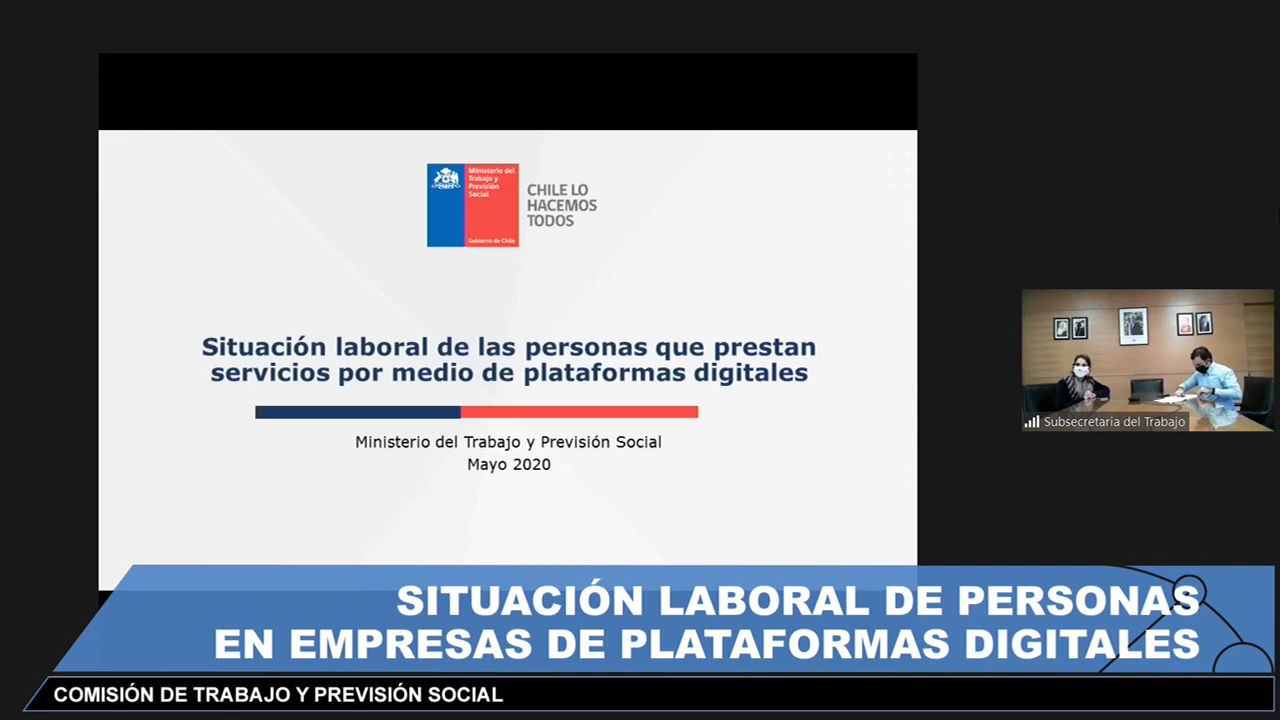 Ministerio del
Trabajo y
Previsión
Social
Gobierno de Chile
CHILE LO
HACEMOS
TODOS
Situación laboral de las personas que prestan
servicios por medio de plataformas digitales
Ministerio del Trabajo y Previsión Social
Mayo 2020
Subsecretaria del Trabajo
SITUACIÓN LABORAL DE PERSONAS
EN EMPRESAS DE PLATAFORMAS DIGITALES
COMISIÓN DE TRABAJO Y PREVISIÓN SOCIAL